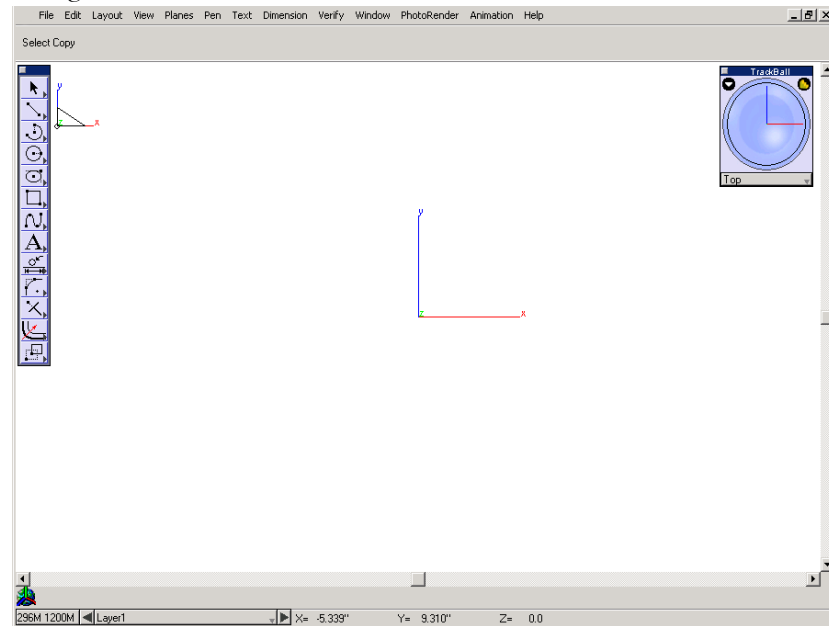 File Edit Layout View Planes Pen Text Dimension Verify Window PhotoRender Animation Help
Select Copy
TrackBall
y
z x
Top
A
y
z x
296M 1200M Layer1 X= -5.339" Y= 9.310" Z= 0.0